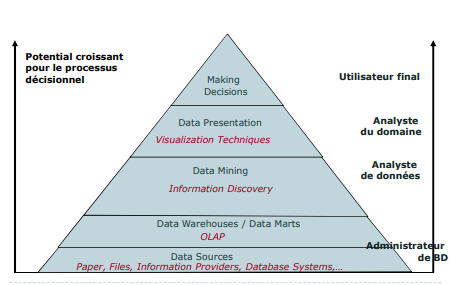 Potential croissant
pour le processus
décisionnel
Making
Decisions
Utilisateur final
Data Presentation
Visualization Techniques
Analyste
du domaine
Data Mining
Information Discovery
Analyste
de données
Data Warehouses / Data Marts
OLAP
Administrateur
de BD
Data Sources
Paper, Files, Information Providers, Database Systems,...